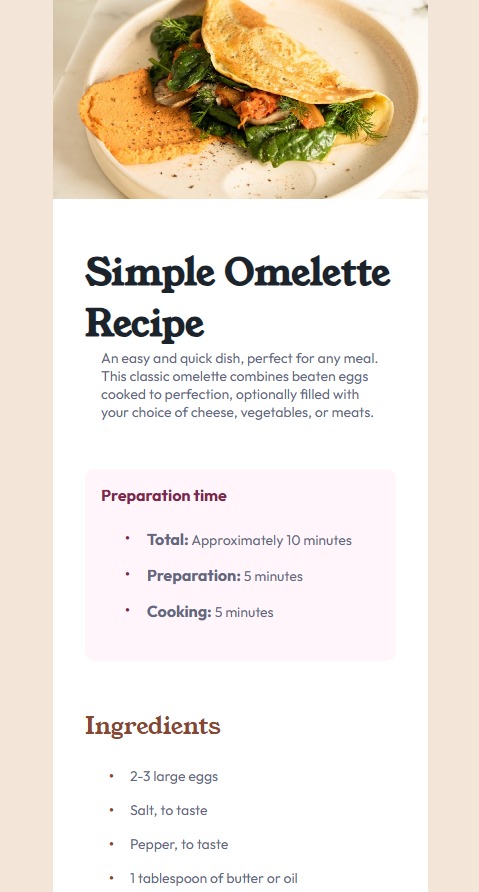 Simple Omelette
Recipe
An easy and quick dish, perfect for any meal.
This classic omelette combines beaten eggs
cooked to perfection, optionally filled with
your choice of cheese, vegetables, or meats.
Preparation time
• Total: Approximately 10 minutes
• Preparation: 5 minutes
• Cooking: 5 minutes
Ingredients
• 2-3 large eggs
• Salt, to taste
• Pepper, to taste
• 1 tablespoon of butter or oil